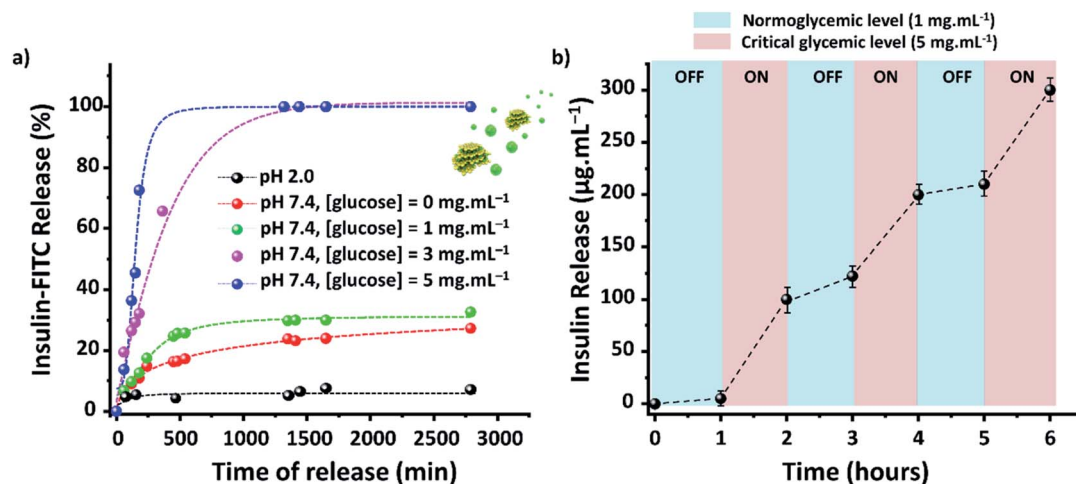 Normoglycemic level (1 mg.mL⁻¹)
Critical glycemic level (5 mg.mL⁻¹)
a)
Insulin-FITC Release (%)
100
80
60
40
20
0
pH 2.0
pH 7.4, [glucose] = 0 mg.mL⁻¹
pH 7.4, [glucose] = 1 mg.mL⁻¹
pH 7.4, [glucose] = 3 mg.mL⁻¹
pH 7.4, [glucose] = 5 mg.mL⁻¹
0 500 1000 1500 2000 2500 3000
Time of release (min)
b)
OFF ON OFF ON OFF ON
Insulin Release (µg.mL⁻¹)
300
250
200
150
100
50
0
0 1 2 3 4 5 6
Time (hours)